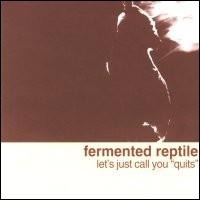 fermented reptile
let's just call you "quits"